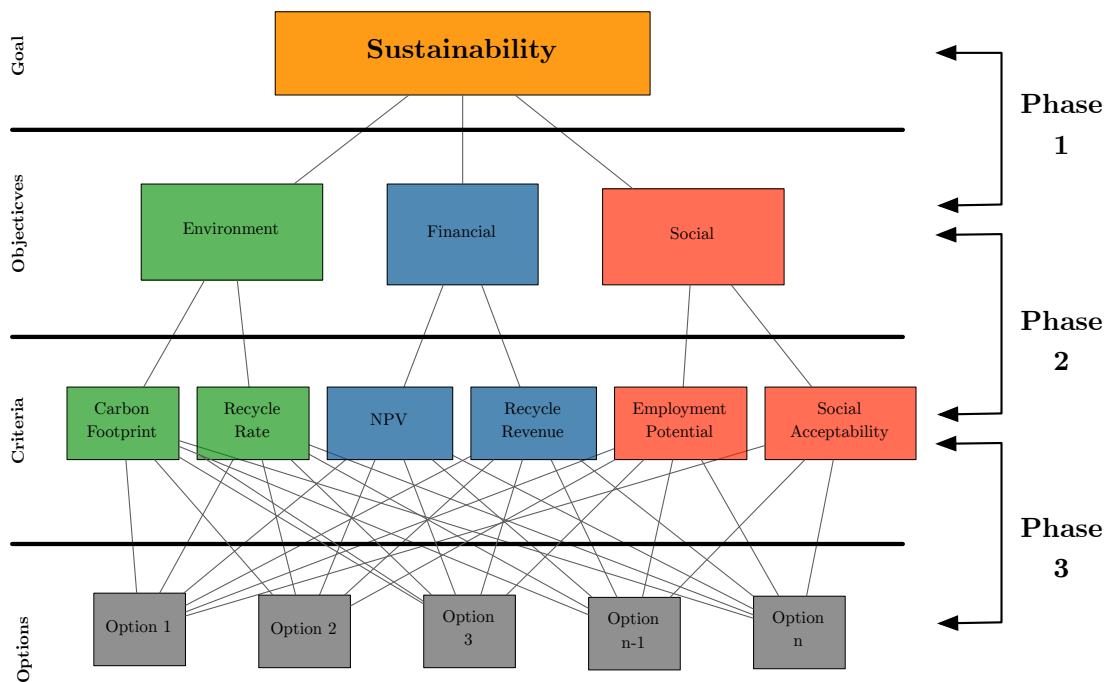 Goal
Sustainability
Phase
1
Objecticves
Environment
Financial
Social
Phase
2
Criteria
Carbon
Footprint
Recycle
Rate
NPV
Recycle
Revenue
Employment
Potential
Social
Acceptability
Phase
3
Options
Option 1
Option 2
Option
3
Option
n-1
Option
n